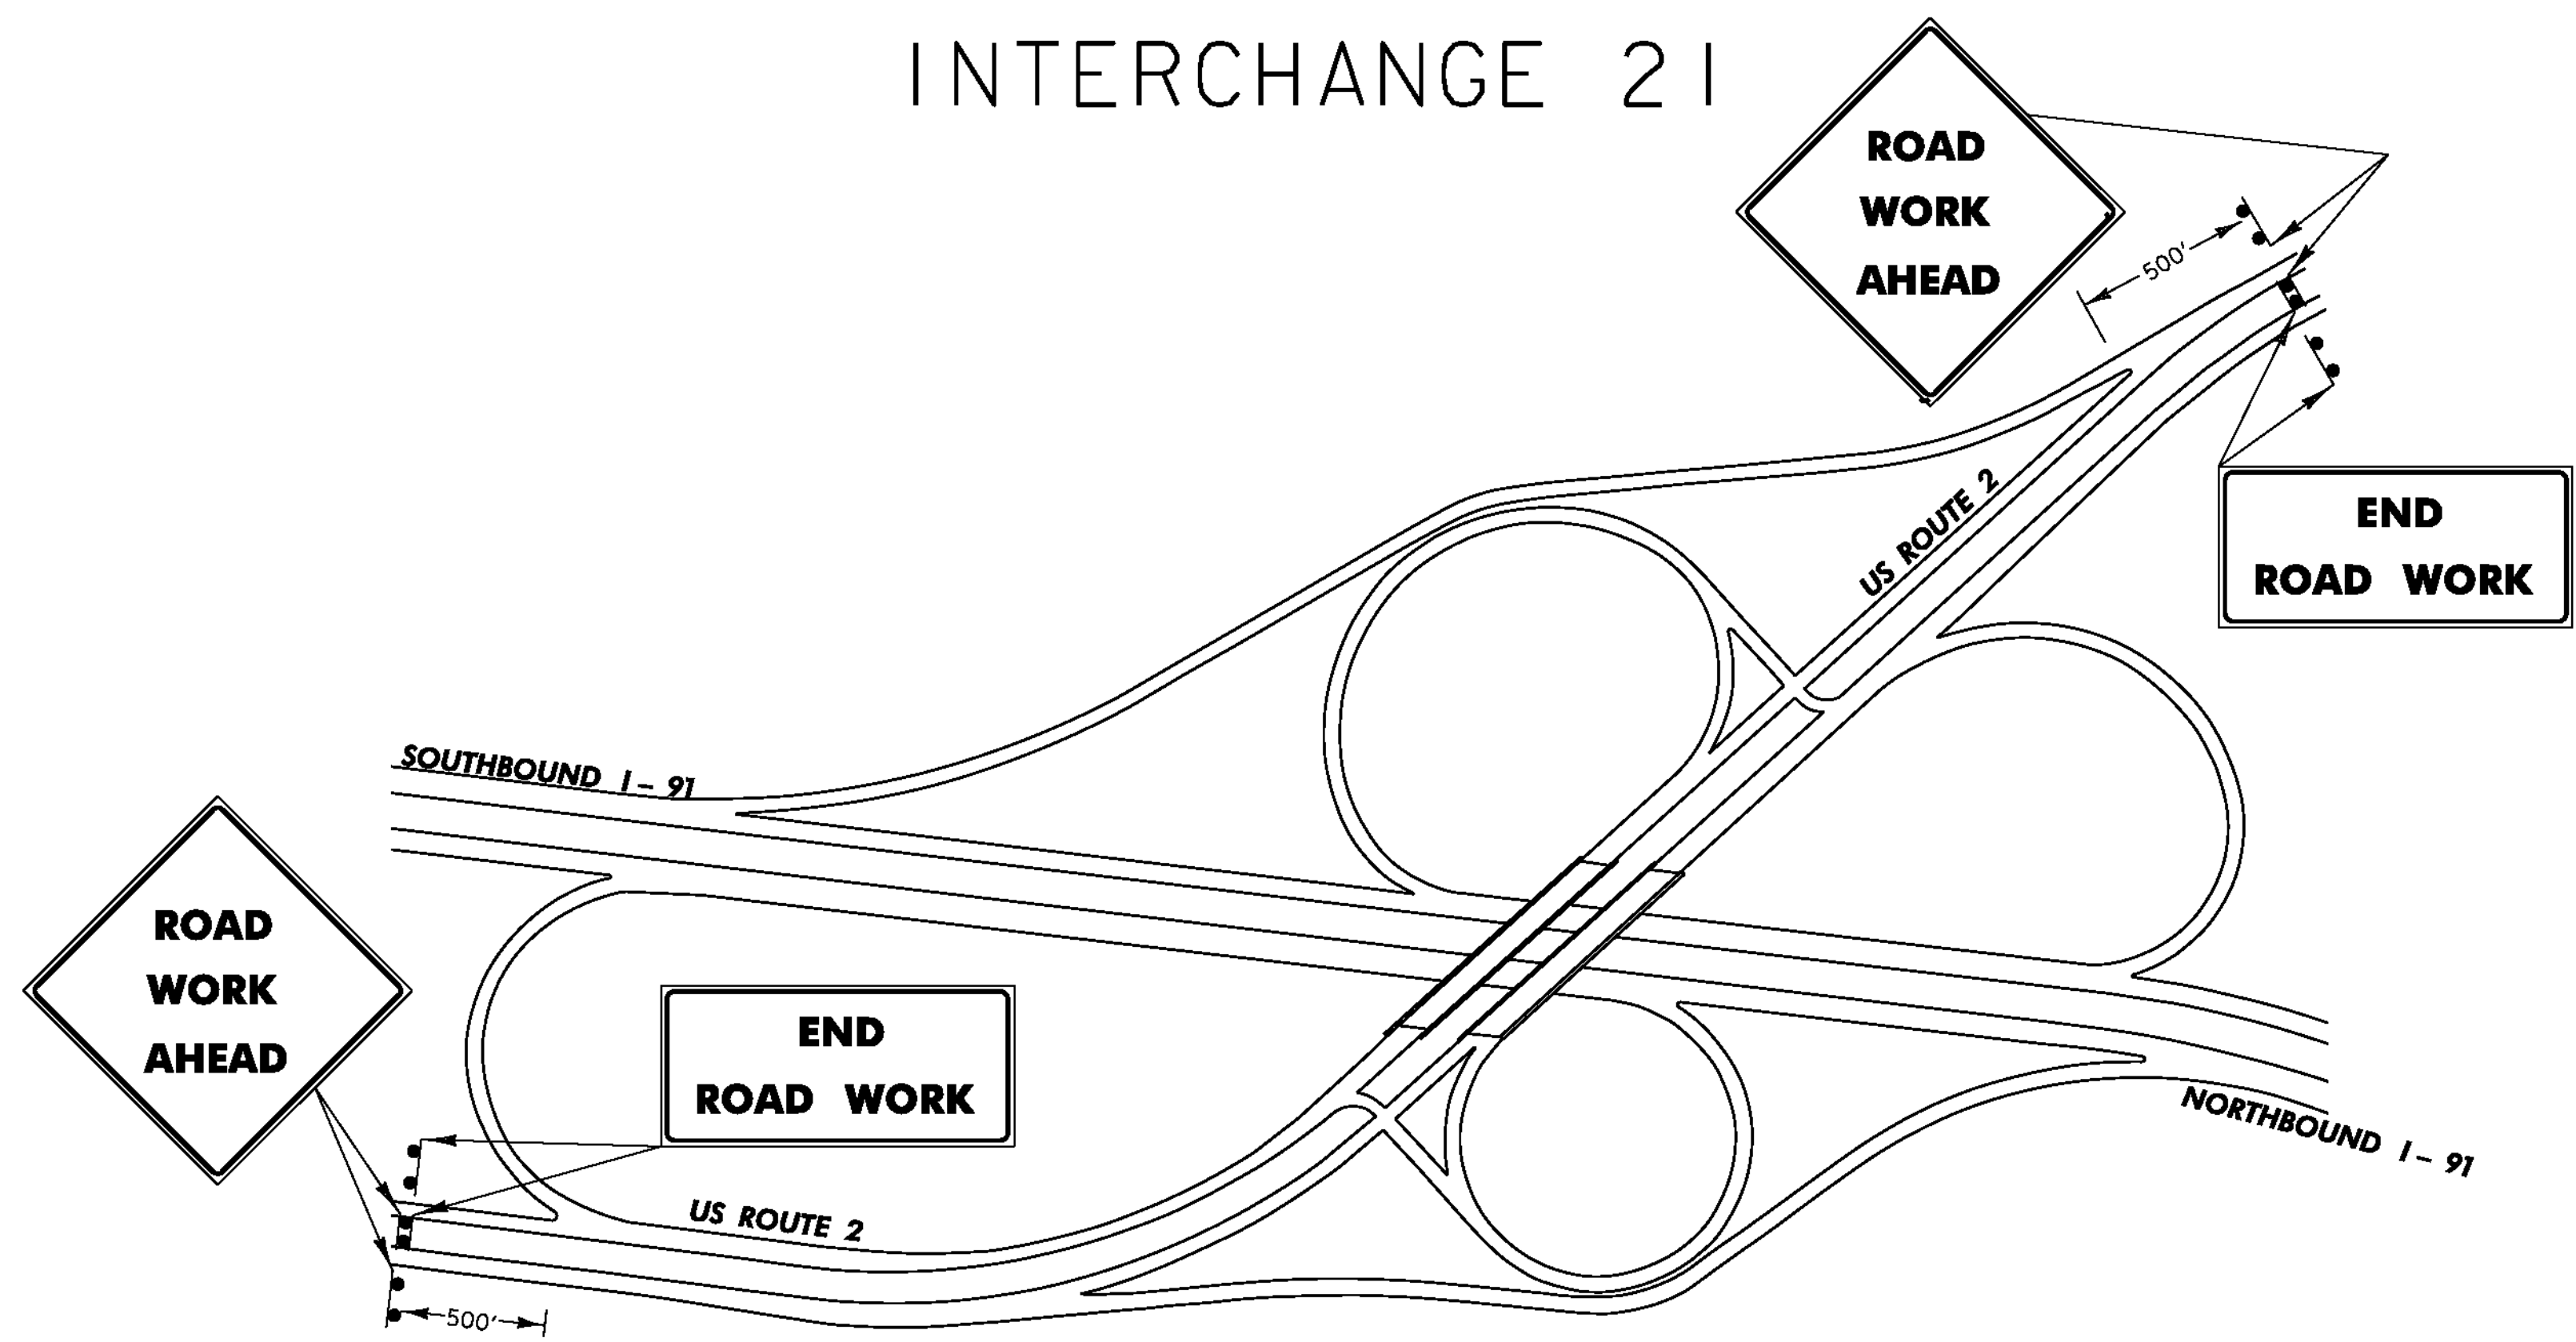 INTERCHANGE 21
ROAD
WORK
AHEAD
500'
US ROUTE 2
END
ROAD WORK
SOUTHBOUND I-91
ROAD
WORK
AHEAD
END
ROAD WORK
NORTHBOUND I-91
US ROUTE 2
500'